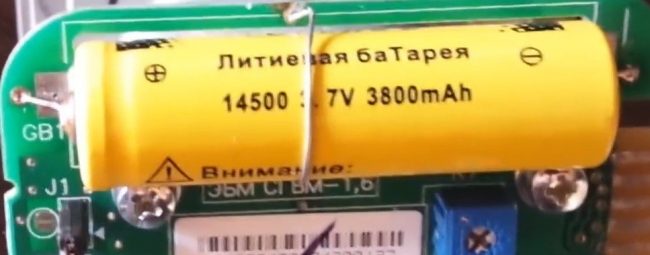 Литиевая баТарея
14500 3.7V 3800mAh
GB1
Внимание:
J1